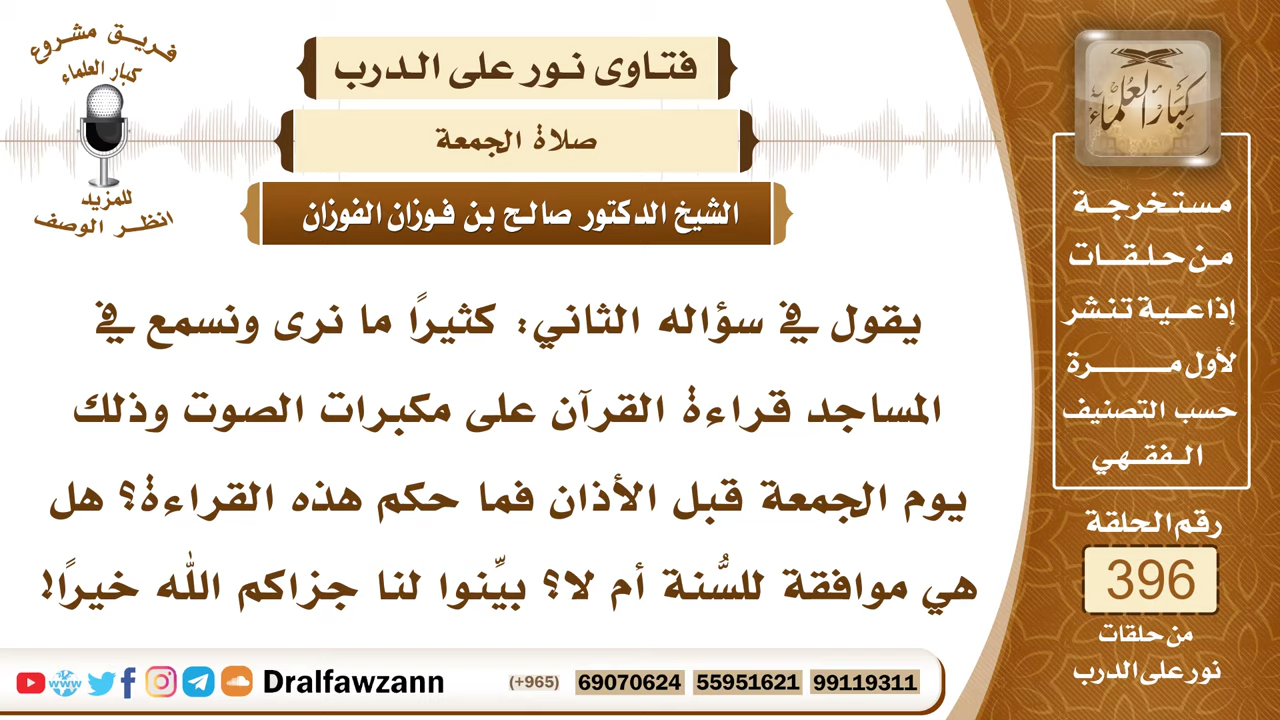 فريق مشروع
كبار العلماء
للمزيد
انظر الوصف
فتاوى نور على الدرب
صلاة الجمعة
الشيخ الدكتور صالح بن فوزان الفوزان
يقول في سؤاله الثاني: كثيرًا ما نرى ونسمع في
المساجد قراءة القرآن على مكبرات الصوت وذلك
يوم الجمعة قبل الأذان فما حكم هذه القراءة؟ هل
هي موافقة للسُّنة أم لا؟ بيِّنوا لنا جزاكم الله خيرًا!
كبار العلماء
مستخرجة
من حلقات
إذاعية تنشر
لأول مرة
حسب التصنيف
الفقهي
رقم الحلقة
396
من حلقات
نور على الدرب
www
Dralfawzann (+965) 69070624 55951621 99119311